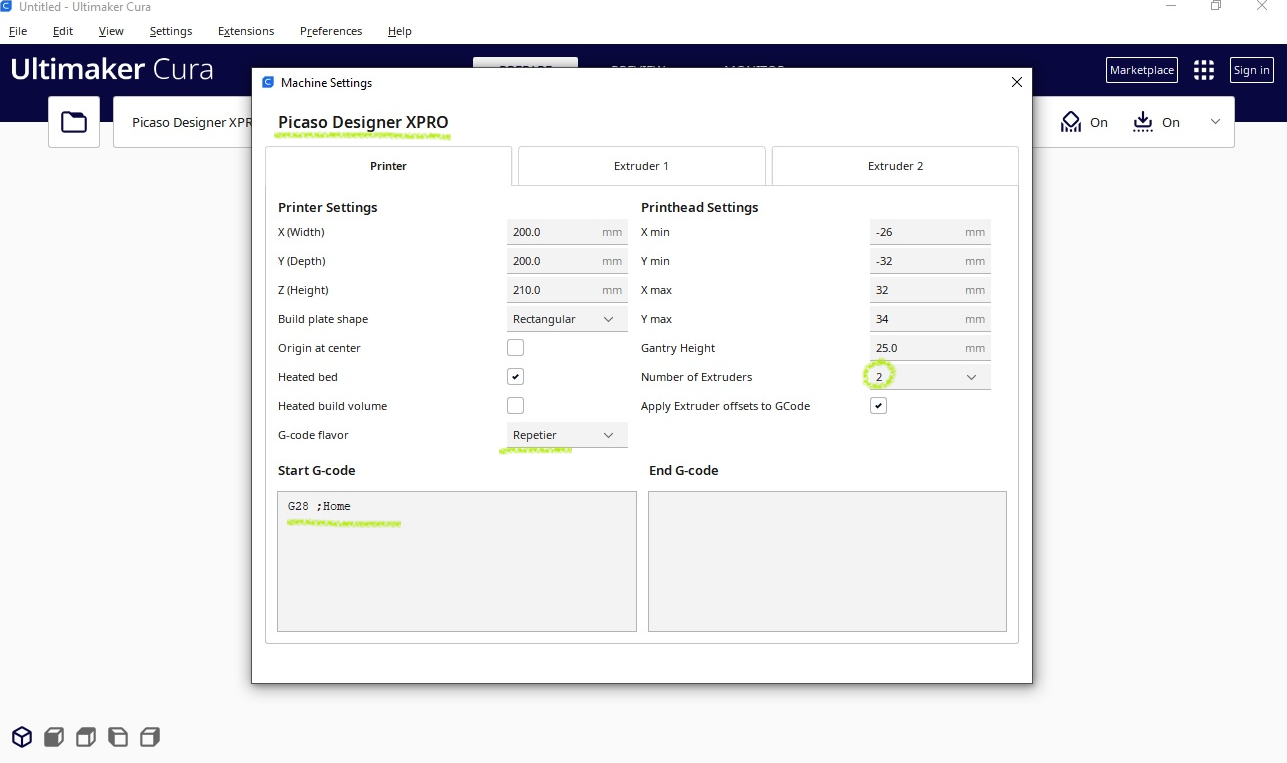 Untitled - Ultimaker Cura
File Edit View Settings Extensions Preferences Help
Ultimaker Cura
Marketplace
Sign in
Picaso Designer XPR
On
On
Machine Settings
Picaso Designer XPRO
Printer
Extruder 1
Extruder 2
Printer Settings
X (Width) 200.0 mm
Y (Depth) 200.0 mm
Z (Height) 210.0 mm
Build plate shape Rectangular
Origin at center
Heated bed
Heated build volume
G-code flavor Repetier
Printhead Settings
X min -26 mm
Y min -32 mm
X max 32 mm
Y max 34 mm
Gantry Height 25.0 mm
Number of Extruders 2
Apply Extruder offsets to GCode
Start G-code
G28 ;Home
End G-code